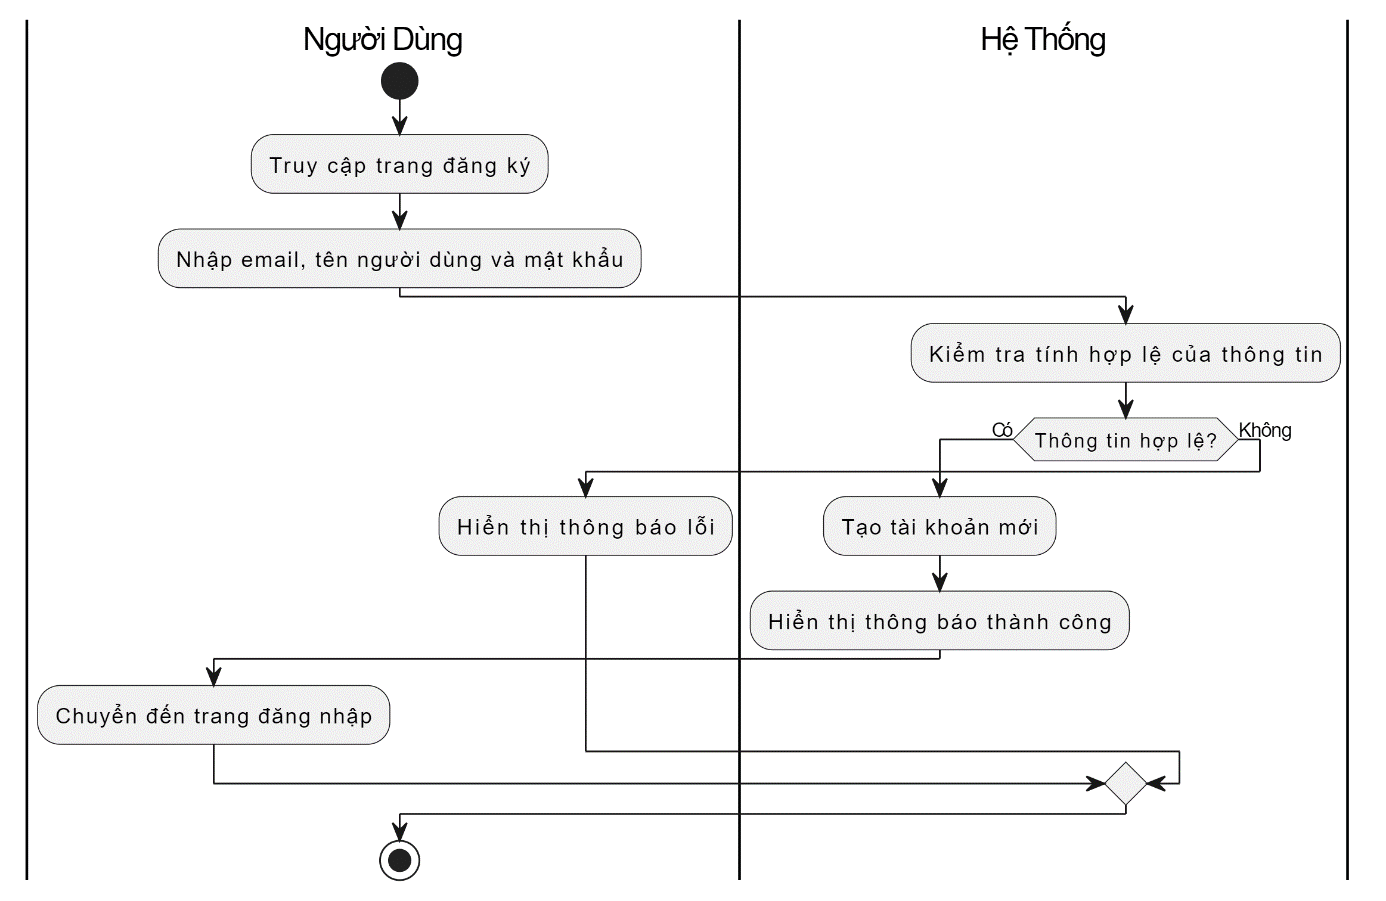 Người Dùng
Hệ Thống
Truy cập trang đăng ký
Nhập email, tên người dùng và mật khẩu
Kiểm tra tính hợp lệ của thông tin
Có
Thông tin hợp lệ?
Không
Hiển thị thông báo lỗi
Tạo tài khoản mới
Hiển thị thông báo thành công
Chuyển đến trang đăng nhập